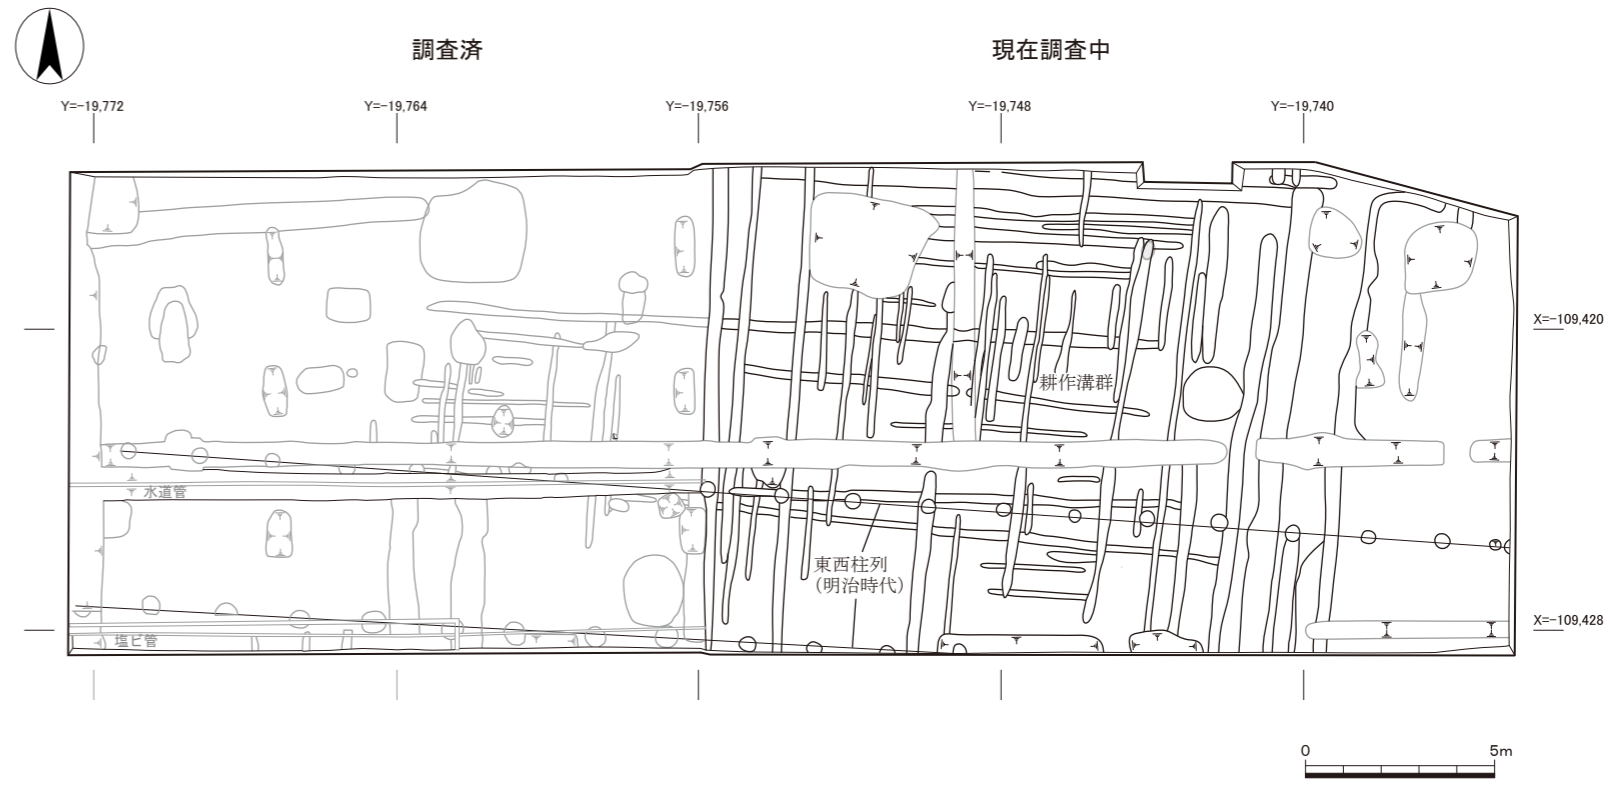 調査済
現在調査中
Y=-19,772
Y=-19,764
Y=-19,756
Y=-19,748
Y=-19,740
X=-109,420
耕作溝群
水道管
東西柱列
（明治時代）
X=-109,428
塩ビ管
0
5m